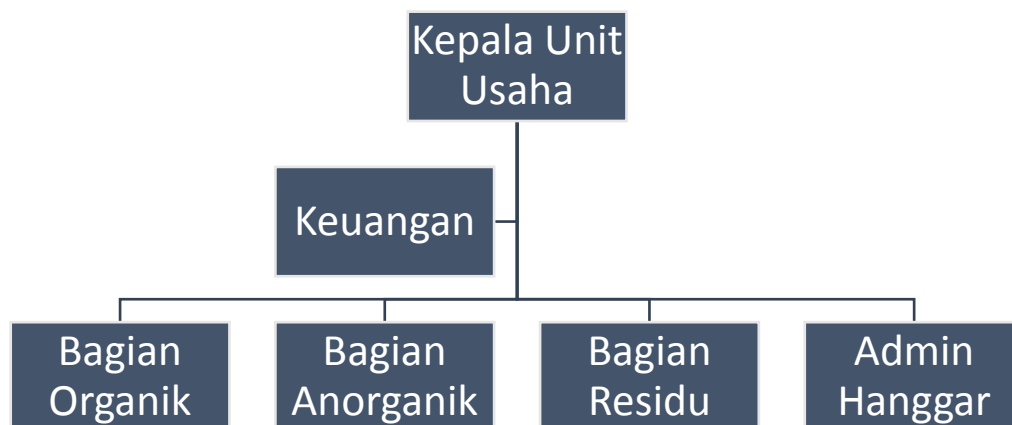 Kepala Unit
Usaha
Keuangan
Bagian
Organik
Bagian
Anorganik
Bagian
Residu
Admin
Hanggar